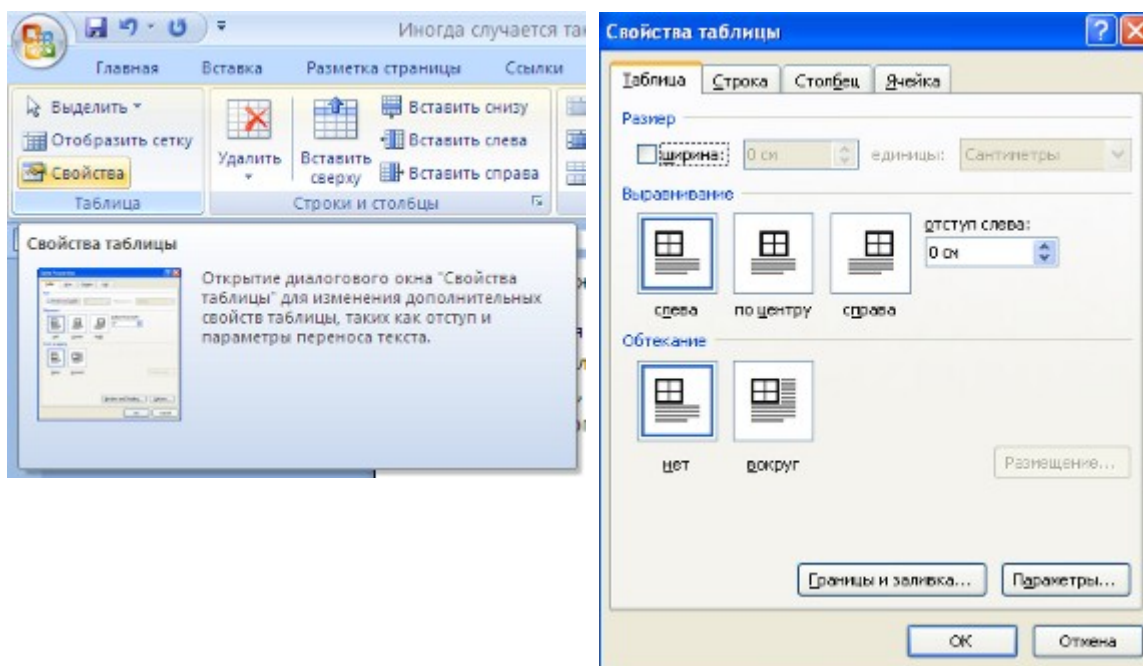 Иногда случается так
Главная Вставка Разметка страницы Ссылки
Выделить
Отобразить сетку
Свойства
Таблица
Удалить
Вставить сверху
Вставить снизу
Вставить слева
Вставить справа
Строки и столбцы
Свойства таблицы
Открытие диалогового окна "Свойства
таблицы" для изменения дополнительных
свойств таблицы, таких как отступ и
параметры переноса текста.
Свойства таблицы
Таблица Строка Столбец Ячейка
Размер
ширина: 0 см единицы: Сантиметры
Выравнивание
отступ слева:
0 см
слева по центру справа
Обтекание
нет вокруг
Размещение...
Границы и заливка... Параметры...
ОК Отмена